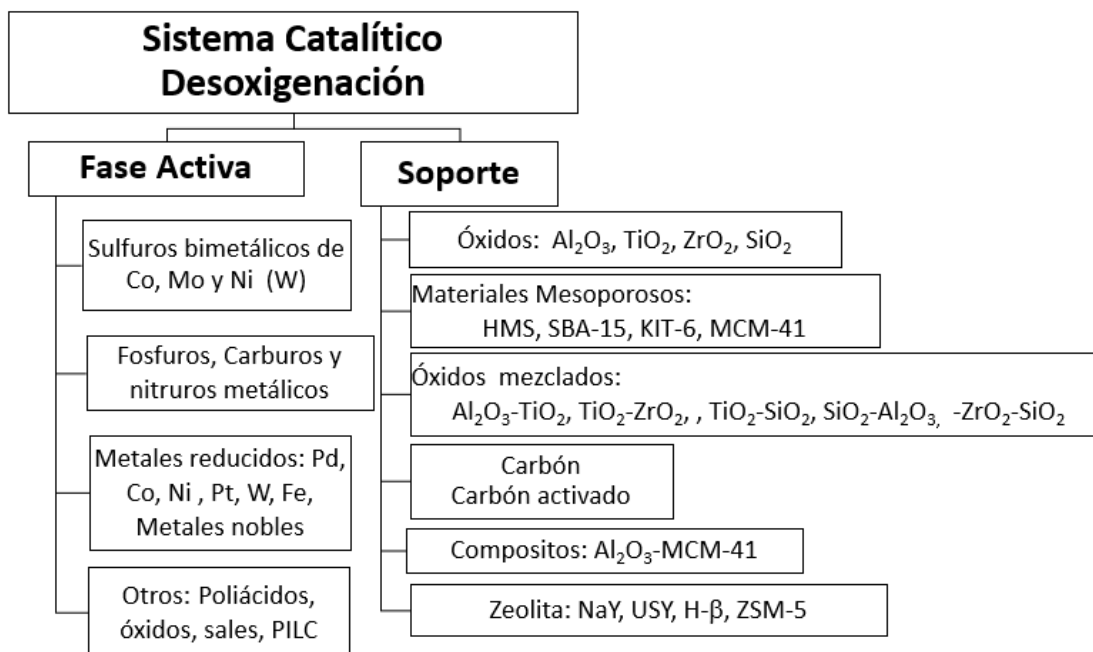 Sistema Catalítico
Desoxigenación
Fase Activa
Sulfuros bimetálicos de
Co, Mo y Ni (W)
Fosfuros, Carburos y
nitruros metálicos
Metales reducidos: Pd,
Co, Ni , Pt, W, Fe,
Metales nobles
Otros: Poliácidos,
óxidos, sales, PILC
Soporte
Óxidos: Al₂O₃, TiO₂, ZrO₂, SiO₂
Materiales Mesoporosos:
HMS, SBA-15, KIT-6, MCM-41
Óxidos mezclados:
Al₂O₃-TiO₂, TiO₂-ZrO₂, , TiO₂-SiO₂, SiO₂-Al₂O₃, -ZrO₂-SiO₂
Carbón
Carbón activado
Compositos: Al₂O₃-MCM-41
Zeolita: NaY, USY, H-β, ZSM-5